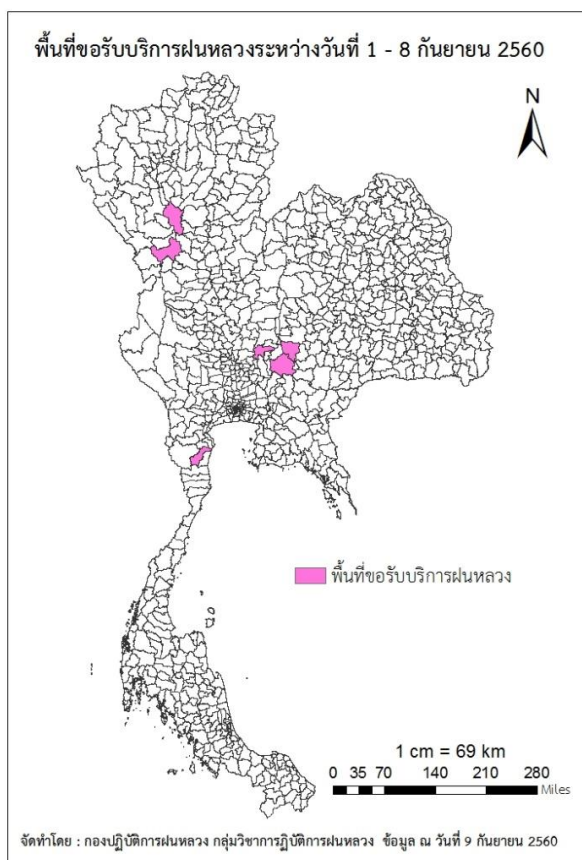 พื้นที่ขอรับบริการฝนหลวงระหว่างวันที่ 1 - 8 กันยายน 2560
N
พื้นที่ขอรับบริการฝนหลวง
1 cm = 69 km
0 35 70 140 210 280
Miles
จัดทำโดย : กองปฏิบัติการฝนหลวง กลุ่มวิชาการฏิบัติการฝนหลวง ข้อมูล ณ วันที่ 9 กันยายน 2560